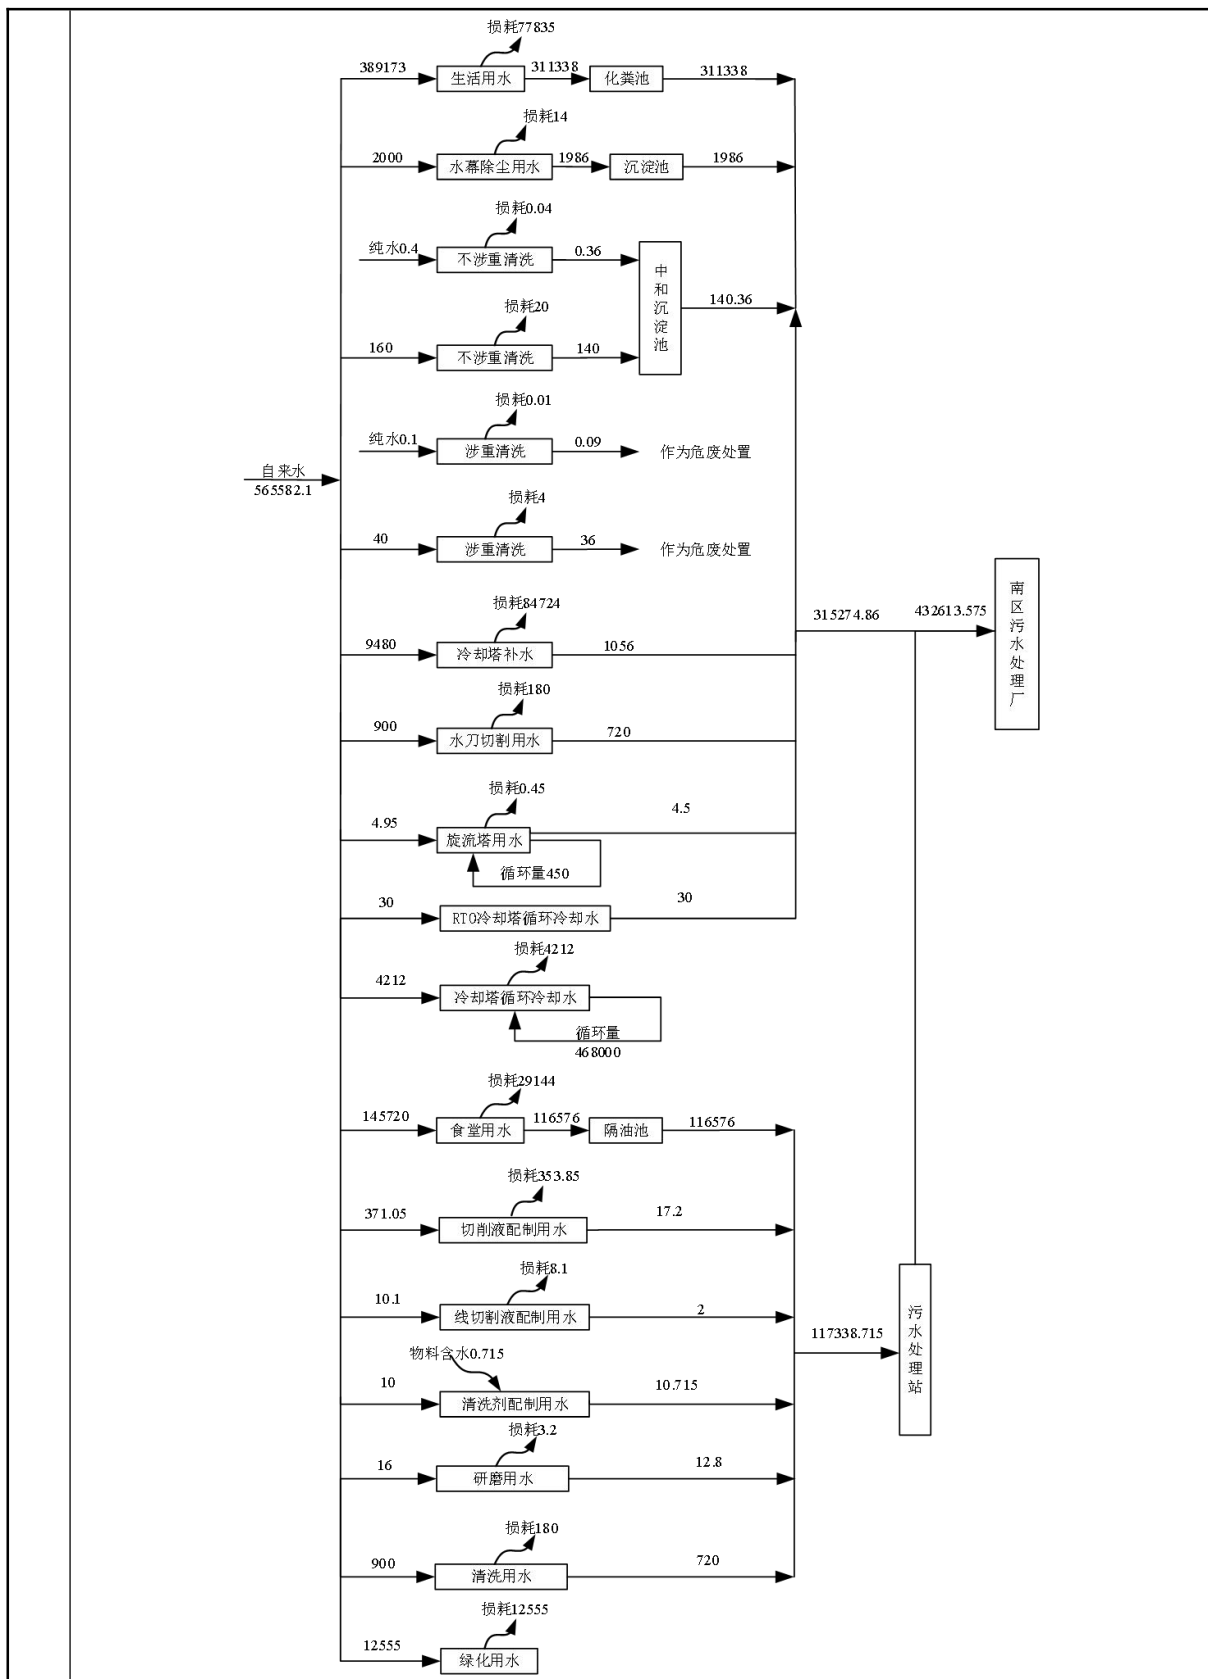 损耗77835
389173
生活用水
311338
化粪池
311338
损耗14
2000
水幕除尘用水
1986
沉淀池
1986
损耗0.04
纯水0.4
不涉重清洗
0.36
中和沉淀池
140.36
损耗20
160
不涉重清洗
140
损耗0.01
纯水0.1
涉重清洗
0.09
作为危废处置
自来水
565582.1
损耗4
40
涉重清洗
36
作为危废处置
南区污水处理厂
315274.86
432613.575
损耗84724
9480
冷却塔补水
1056
损耗180
900
水刀切割用水
720
损耗0.45
4.95
旋流塔用水
4.5
循环量450
30
RTO冷却塔循环冷却水
30
损耗4212
4212
冷却塔循环冷却水
循环量
468000
损耗29144
145720
食堂用水
116576
隔油池
116576
损耗353.85
371.05
切削液配制用水
17.2
损耗8.1
10.1
线切割液配制用水
2
117338.715
污水处理站
物料含水0.715
10
清洗剂配制用水
10.715
损耗3.2
16
研磨用水
12.8
损耗180
900
清洗用水
720
损耗12555
12555
绿化用水